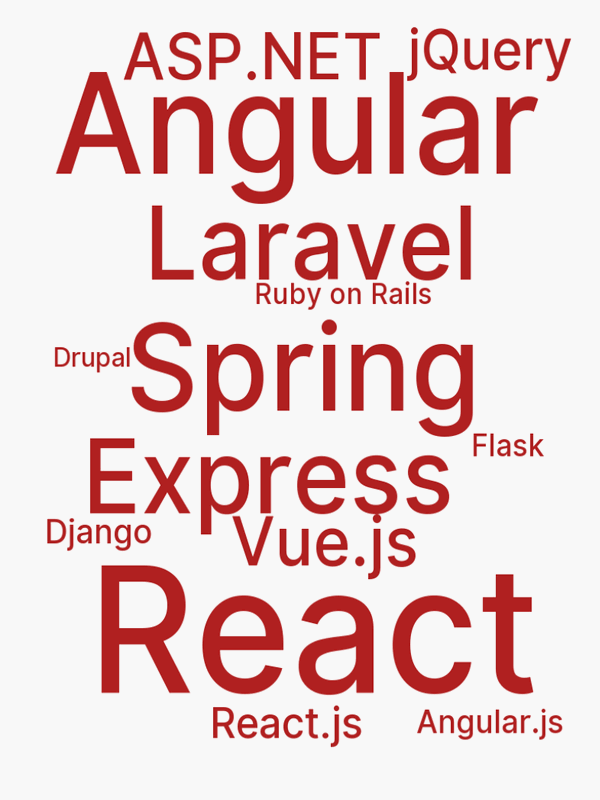 ASP.NET jQuery
Angular
Laravel
Ruby on Rails
Drupal Spring
Flask
Express
Django Vue.js
React
React.js Angular.js